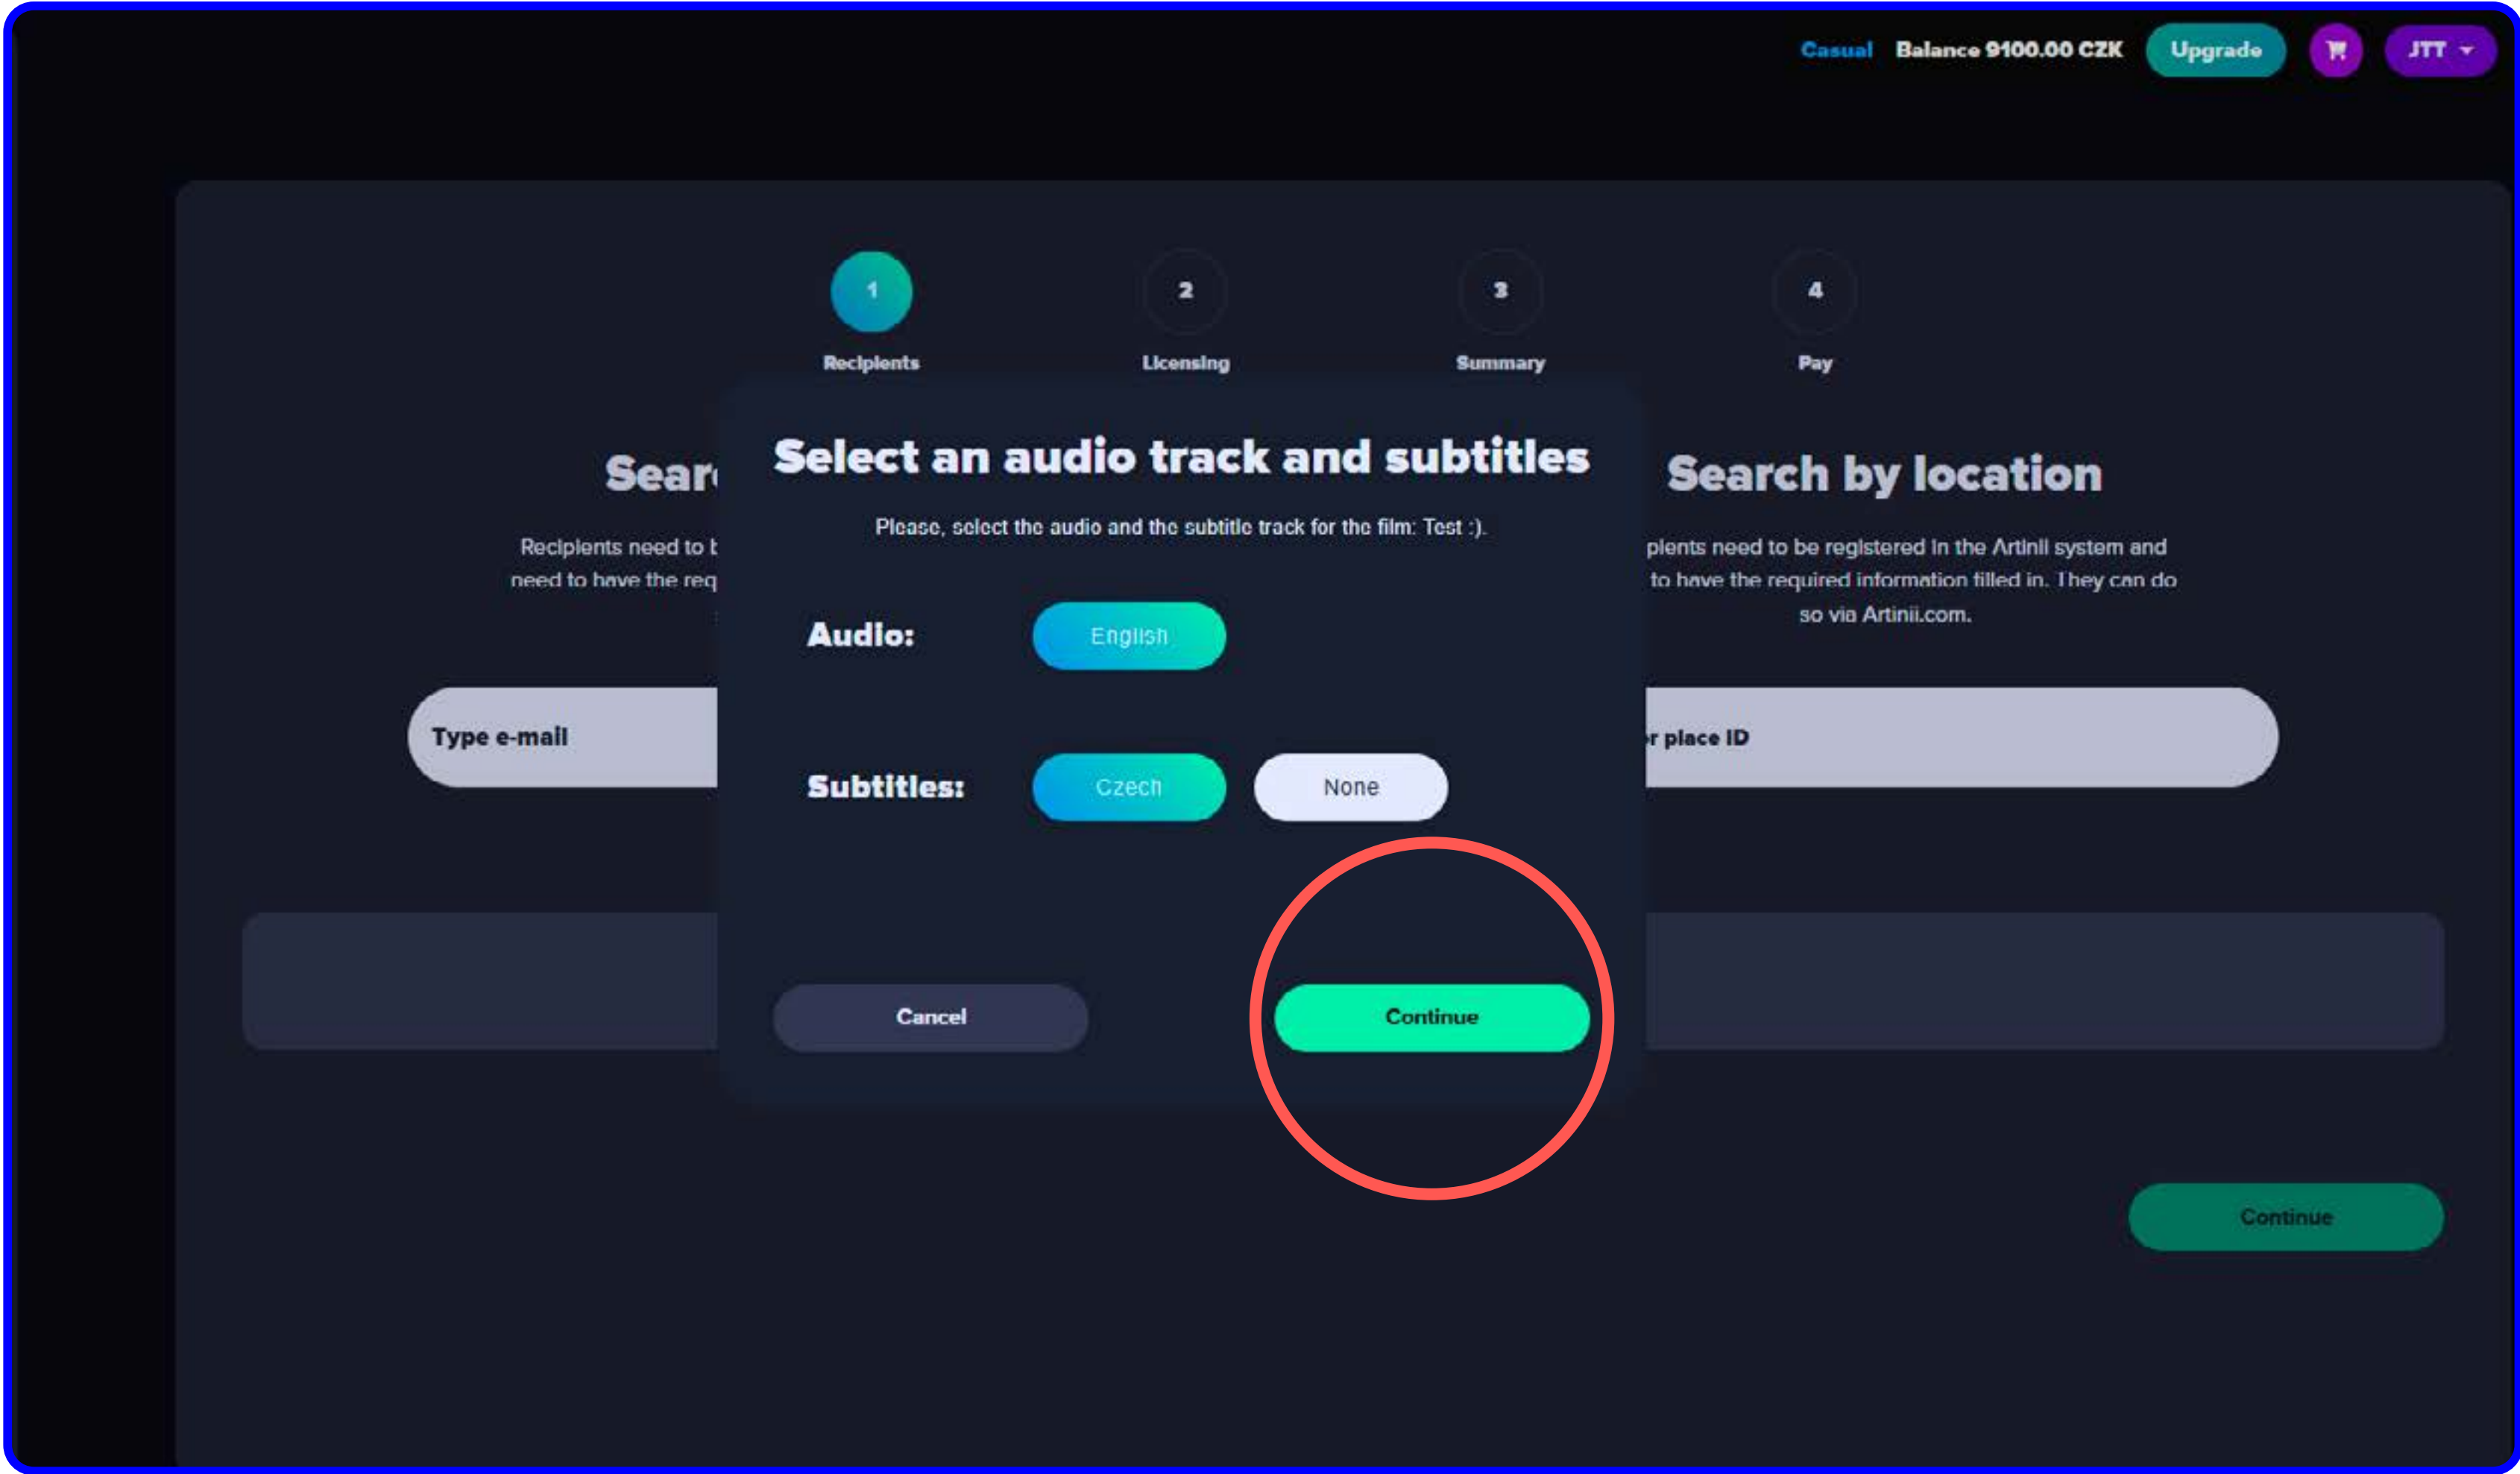 Casual Balance 9100.00 CZK Upgrade JTT
1 2 3 4
Recipients Licensing Summary Pay
Select an audio track and subtitles
Please, select the audio and the subtitle track for the film: Test :).
Audio: English
Subtitles: Czech None
Cancel Continue
Sear
Recipients need to b
need to have the req
Type e-mail
Search by location
pients need to be registered in the Artinii system and
to have the required information filled in. They can do
so via Artinii.com.
r place ID
Continue